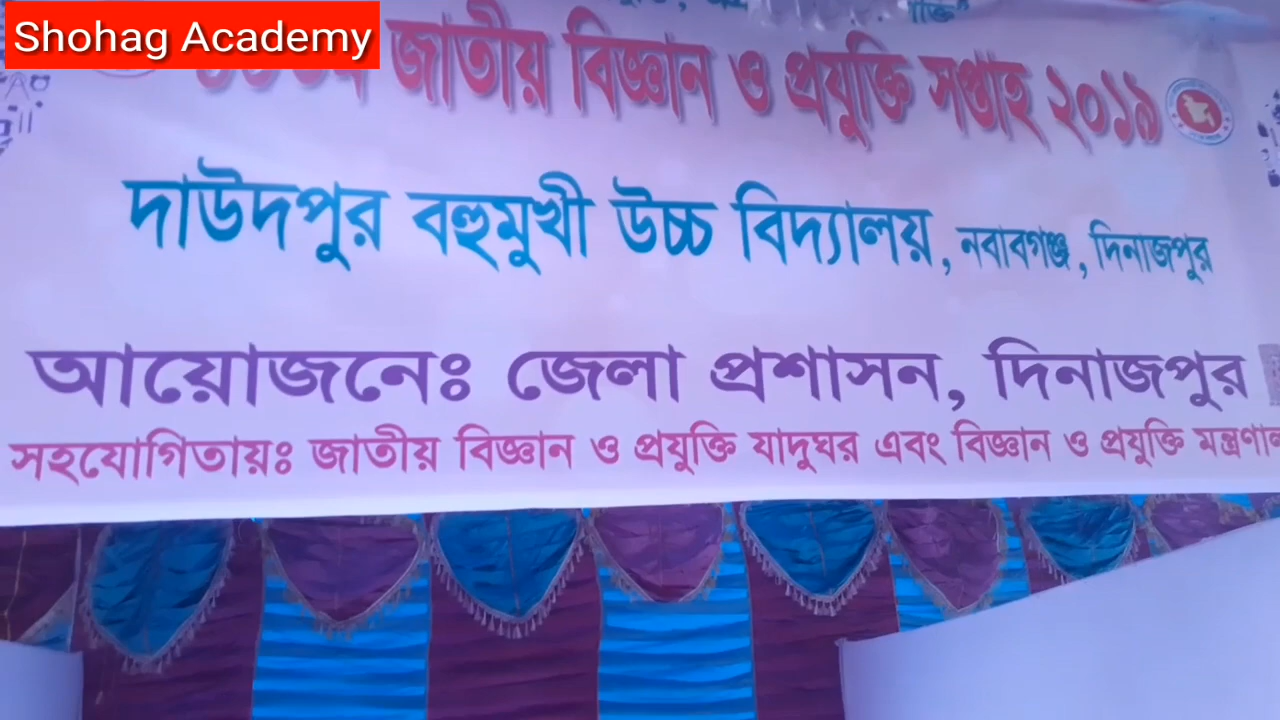 Shohag Academy
জাতীয় বিজ্ঞান ও প্রযুক্তি সপ্তাহ ২০১৯
দাউদপুর বহুমুখী উচ্চ বিদ্যালয়, নবাবগঞ্জ, দিনাজপুর
আয়োজনেঃ জেলা প্রশাসন, দিনাজপুর
সহযোগিতায়ঃ জাতীয় বিজ্ঞান ও প্রযুক্তি যাদুঘর এবং বিজ্ঞান ও প্রযুক্তি